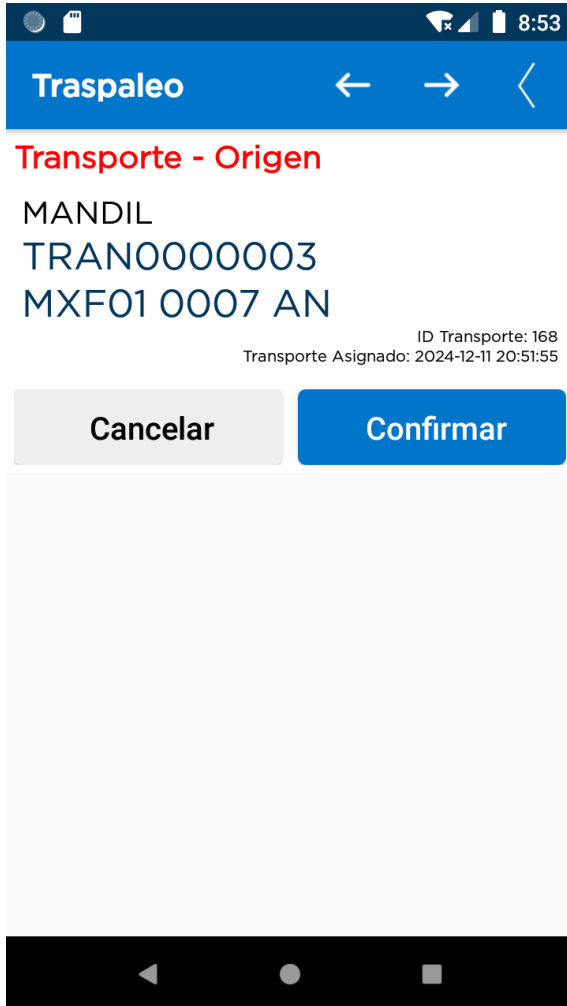 8:53
Traspaleo
Transporte - Origen
MANDIL
TRAN0000003
MXF01 0007 AN
ID Transporte: 168
Transporte Asignado: 2024-12-11 20:51:55
Cancelar
Confirmar